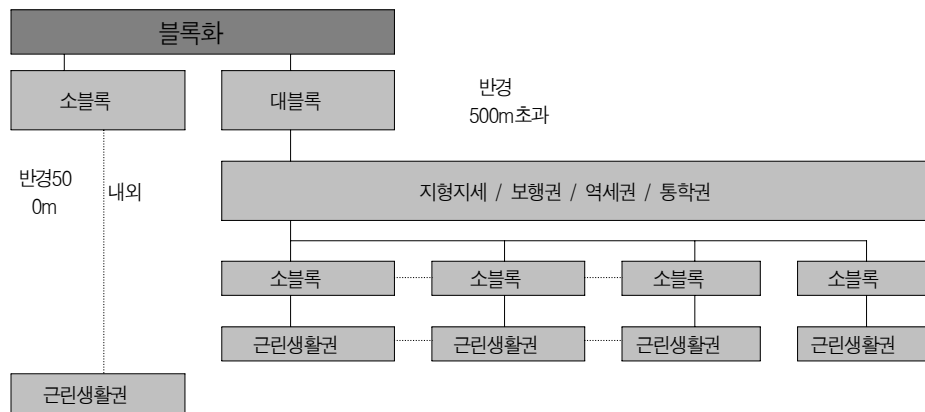 블록화
소블록
대블록
반경
500m초과
반경50
0m
내외
지형지세 / 보행권 / 역세권 / 통학권
소블록
소블록
소블록
소블록
근린생활권
근린생활권
근린생활권
근린생활권
근린생활권